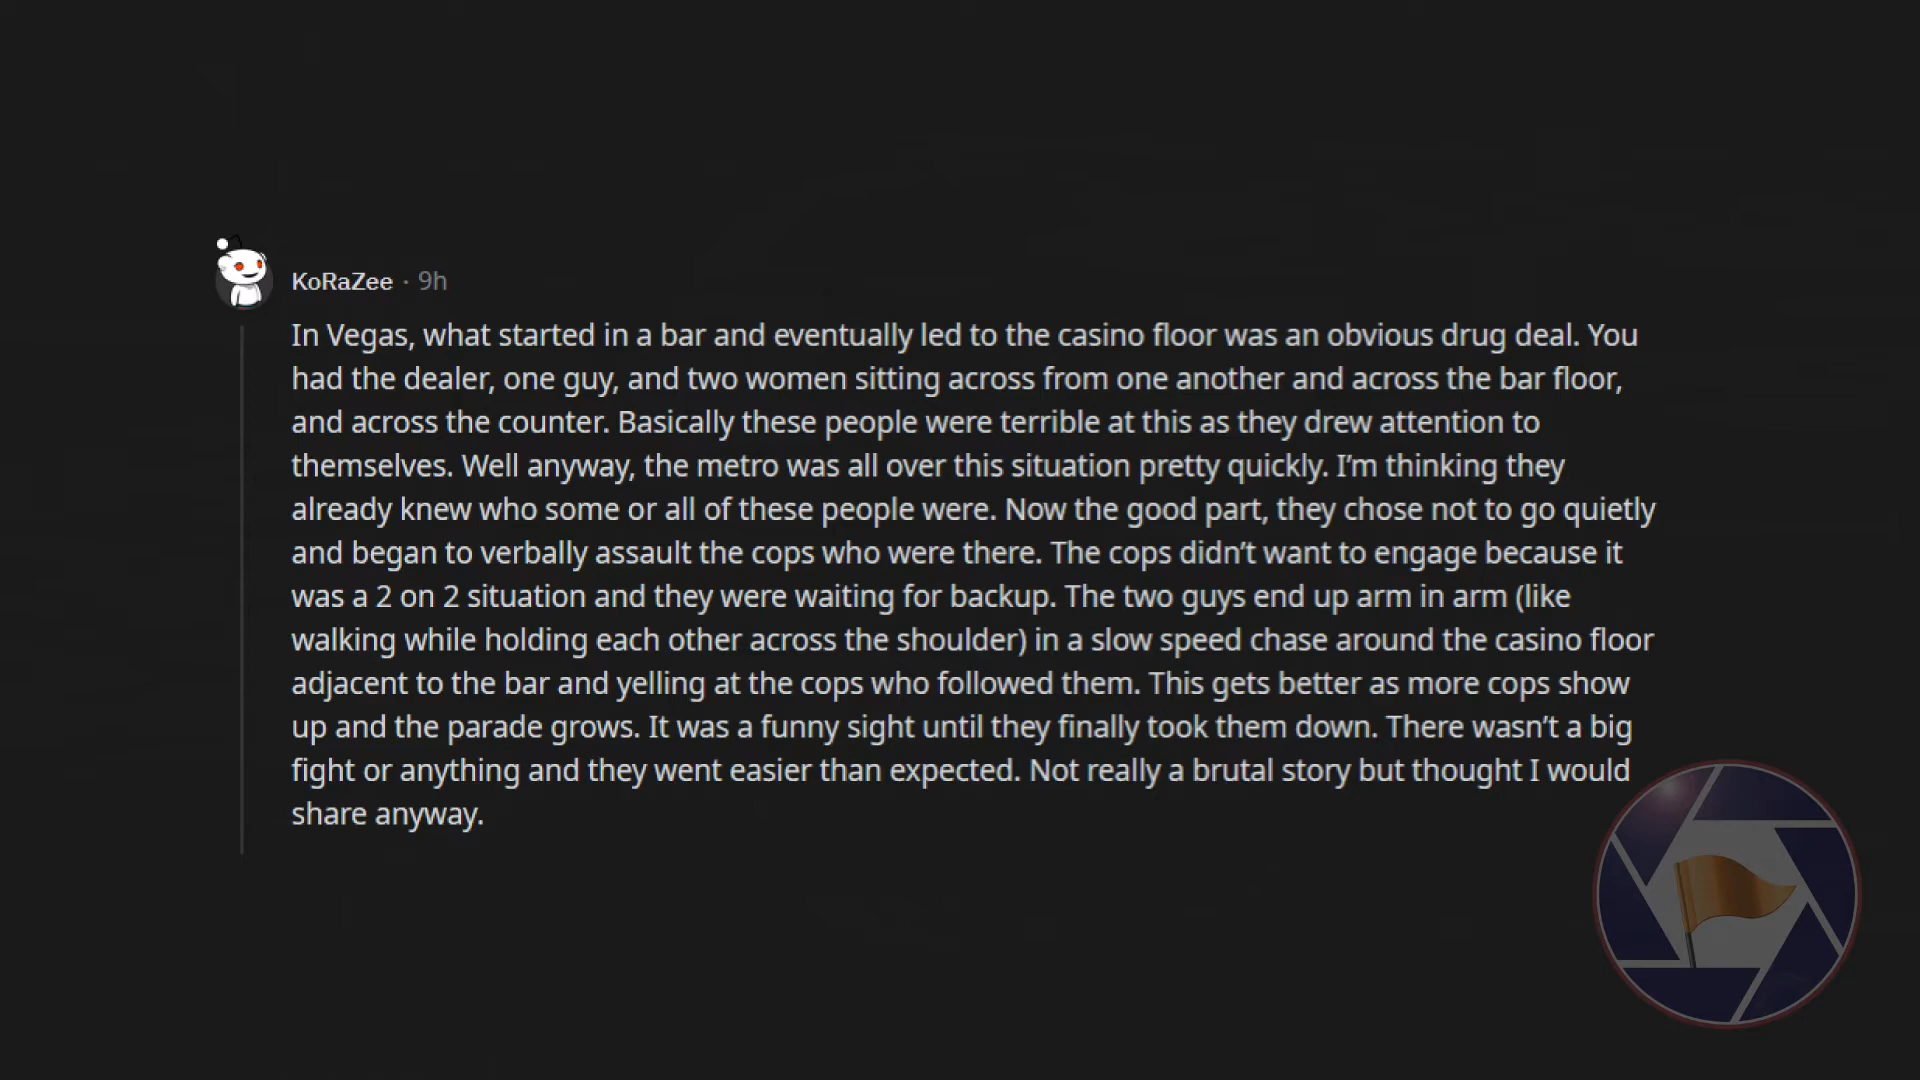 KoRaZee · 9h
In Vegas, what started in a bar and eventually led to the casino floor was an obvious drug deal. You
had the dealer, one guy, and two women sitting across from one another and across the bar floor,
and across the counter. Basically these people were terrible at this as they drew attention to
themselves. Well anyway, the metro was all over this situation pretty quickly. I’m thinking they
already knew who some or all of these people were. Now the good part, they chose not to go quietly
and began to verbally assault the cops who were there. The cops didn’t want to engage because it
was a 2 on 2 situation and they were waiting for backup. The two guys end up arm in arm (like
walking while holding each other across the shoulder) in a slow speed chase around the casino floor
adjacent to the bar and yelling at the cops who followed them. This gets better as more cops show
up and the parade grows. It was a funny sight until they finally took them down. There wasn’t a big
fight or anything and they went easier than expected. Not really a brutal story but thought I would
share anyway.